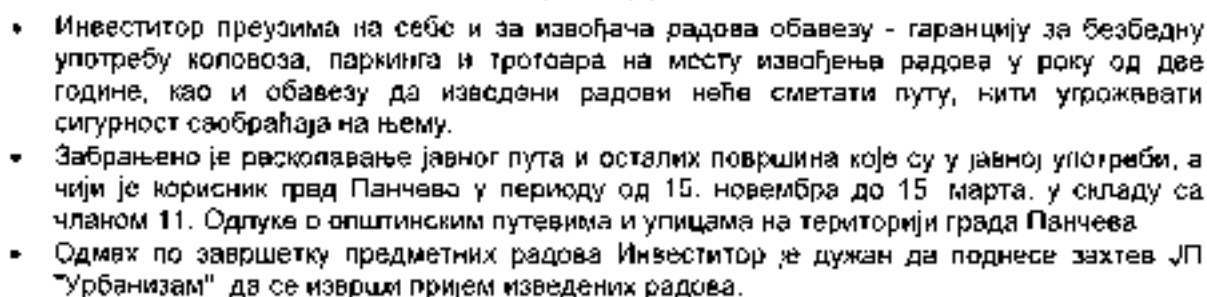 • Инвеститор преузима на себе и за извођача радова обавезу - гаранцију за безбедну
употребу коловоза, паркинга и тротоара на месту извођења радова у року од две
године, као и обавезу да изведени радови неће сметати путу, нити угрожавати
сигурност саобраћаја на њему.
• Забрањено је раскопавање јавног пута и осталих површина које су у јавној употреби, а
чији је корисник град Панчево у периоду од 15. новембра до 15 марта. у складу са
чланом 11. Одлуке о општинским путевима и улицама на територији града Панчева
• Одмах по завршетку предметних радова Инвеститор је дужан да поднесе захтев ЈП
"Урбанизам" да се изврши пријем изведених радова.